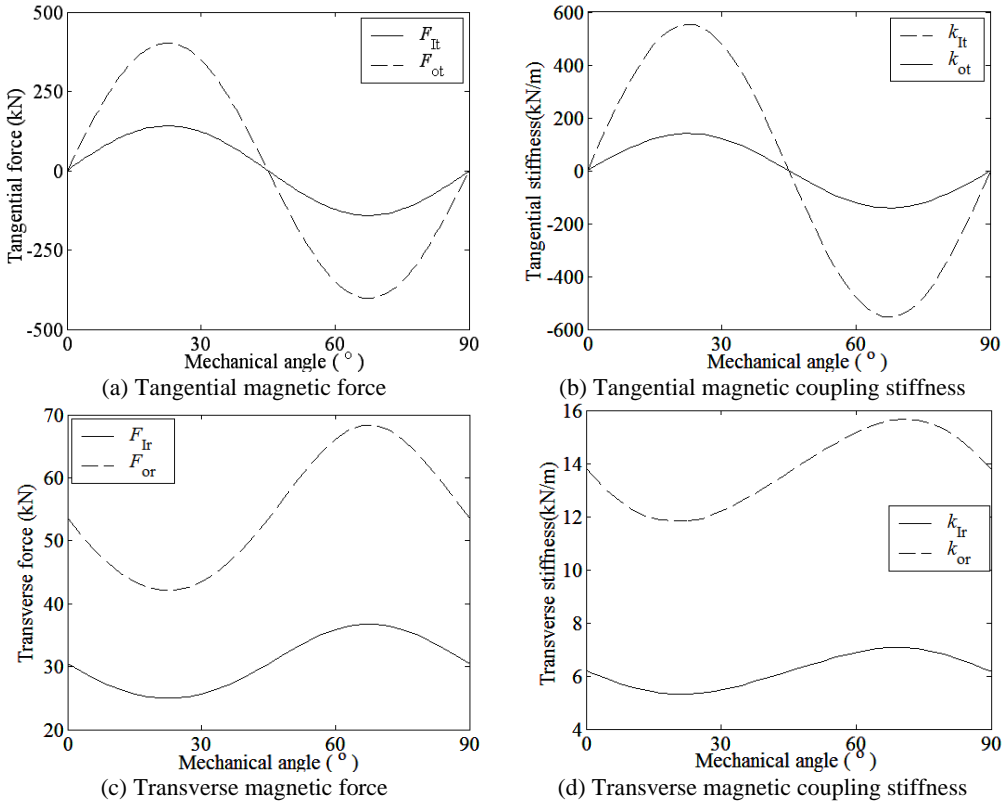 500
250
0
-250
-500
Tangential force (kN)
F_It
F_ot
0 30 60 90
Mechanical angle ( ° )
(a) Tangential magnetic force
600
400
200
0
-200
-400
-600
Tangential stiffness(kN/m)
k_It
k_ot
0 30 60 90
Mechanical angle ( ° )
(b) Tangential magnetic coupling stiffness
70
60
50
40
30
20
Transverse force (kN)
F_Ir
F_or
0 30 60 90
Mechanical angle ( ° )
(c) Transverse magnetic force
16
14
12
10
8
6
4
Transverse stiffness(kN/m)
k_Ir
k_or
0 30 60 90
Mechanical angle ( ° )
(d) Transverse magnetic coupling stiffness